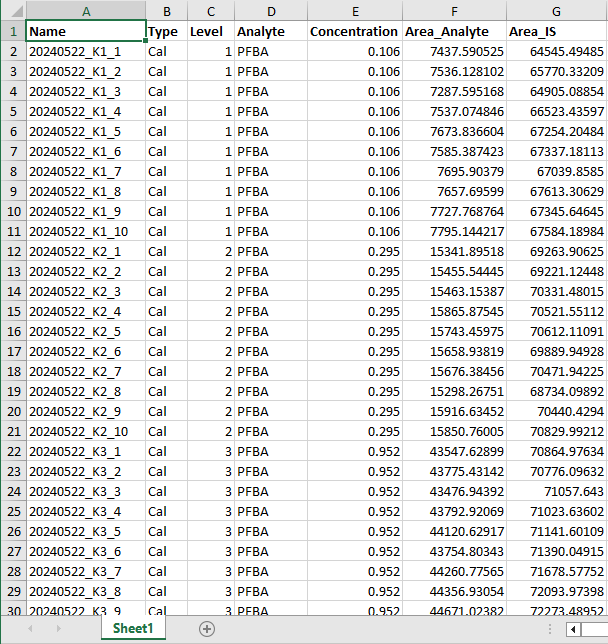 A B C D E F G
1 Name Type Level Analyte Concentration Area_Analyte Area_IS
2 20240522_K1_1 Cal 1 PFBA 0.106 7437.590525 64545.49485
3 20240522_K1_2 Cal 1 PFBA 0.106 7536.128102 65770.33209
4 20240522_K1_3 Cal 1 PFBA 0.106 7287.595168 64905.08854
5 20240522_K1_4 Cal 1 PFBA 0.106 7537.074846 66523.43597
6 20240522_K1_5 Cal 1 PFBA 0.106 7673.836604 67254.20484
7 20240522_K1_6 Cal 1 PFBA 0.106 7585.387423 67337.18113
8 20240522_K1_7 Cal 1 PFBA 0.106 7695.90379 67039.8585
9 20240522_K1_8 Cal 1 PFBA 0.106 7657.69599 67613.30629
10 20240522_K1_9 Cal 1 PFBA 0.106 7727.768764 67345.64645
11 20240522_K1_10 Cal 1 PFBA 0.106 7795.144217 67584.18984
12 20240522_K2_1 Cal 2 PFBA 0.295 15341.89518 69263.90625
13 20240522_K2_2 Cal 2 PFBA 0.295 15455.54445 69221.12448
14 20240522_K2_3 Cal 2 PFBA 0.295 15463.15387 70331.48015
15 20240522_K2_4 Cal 2 PFBA 0.295 15865.87545 70521.55112
16 20240522_K2_5 Cal 2 PFBA 0.295 15743.45975 70612.11091
17 20240522_K2_6 Cal 2 PFBA 0.295 15658.93819 69889.94928
18 20240522_K2_7 Cal 2 PFBA 0.295 15676.38456 70471.94225
19 20240522_K2_8 Cal 2 PFBA 0.295 15298.26751 68734.09892
20 20240522_K2_9 Cal 2 PFBA 0.295 15916.63452 70440.4294
21 20240522_K2_10 Cal 2 PFBA 0.295 15850.76005 70829.99212
22 20240522_K3_1 Cal 3 PFBA 0.952 43547.62899 70864.97634
23 20240522_K3_2 Cal 3 PFBA 0.952 43775.43142 70776.09632
24 20240522_K3_3 Cal 3 PFBA 0.952 43476.94392 71057.643
25 20240522_K3_4 Cal 3 PFBA 0.952 43792.92069 71023.63602
26 20240522_K3_5 Cal 3 PFBA 0.952 44120.62917 71141.60109
27 20240522_K3_6 Cal 3 PFBA 0.952 43754.80343 71390.04915
28 20240522_K3_7 Cal 3 PFBA 0.952 44260.77565 71678.57752
29 20240522_K3_8 Cal 3 PFBA 0.952 44356.93054 72093.97398
30 20240522_K3_9 Cal 3 PFBA 0.952 44671.02382 72273.48952
Sheet1